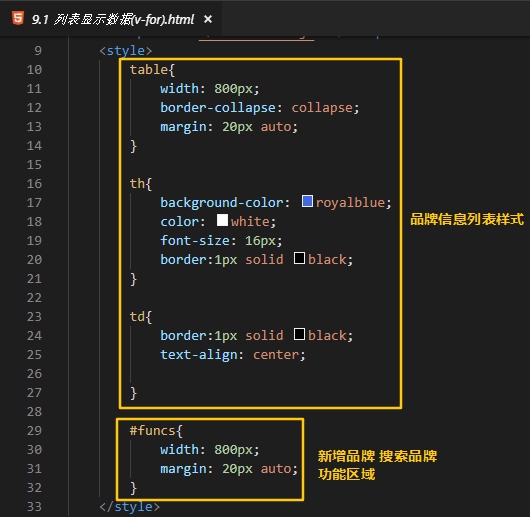 9.1 列表显示数据(v-for).html ×
9 <style>
10 table{
11 width: 800px;
12 border-collapse: collapse;
13 margin: 20px auto;
14 }
15
16 th{
17 background-color: royalblue;
18 color: white;
19 font-size: 16px;
20 border:1px solid black;
21 }
22
23 td{
24 border:1px solid black;
25 text-align: center;
26
27 }
28
29 #funcs{
30 width: 800px;
31 margin: 20px auto;
32 }
33 </style>
品牌信息列表样式
新增品牌 搜索品牌
功能区域